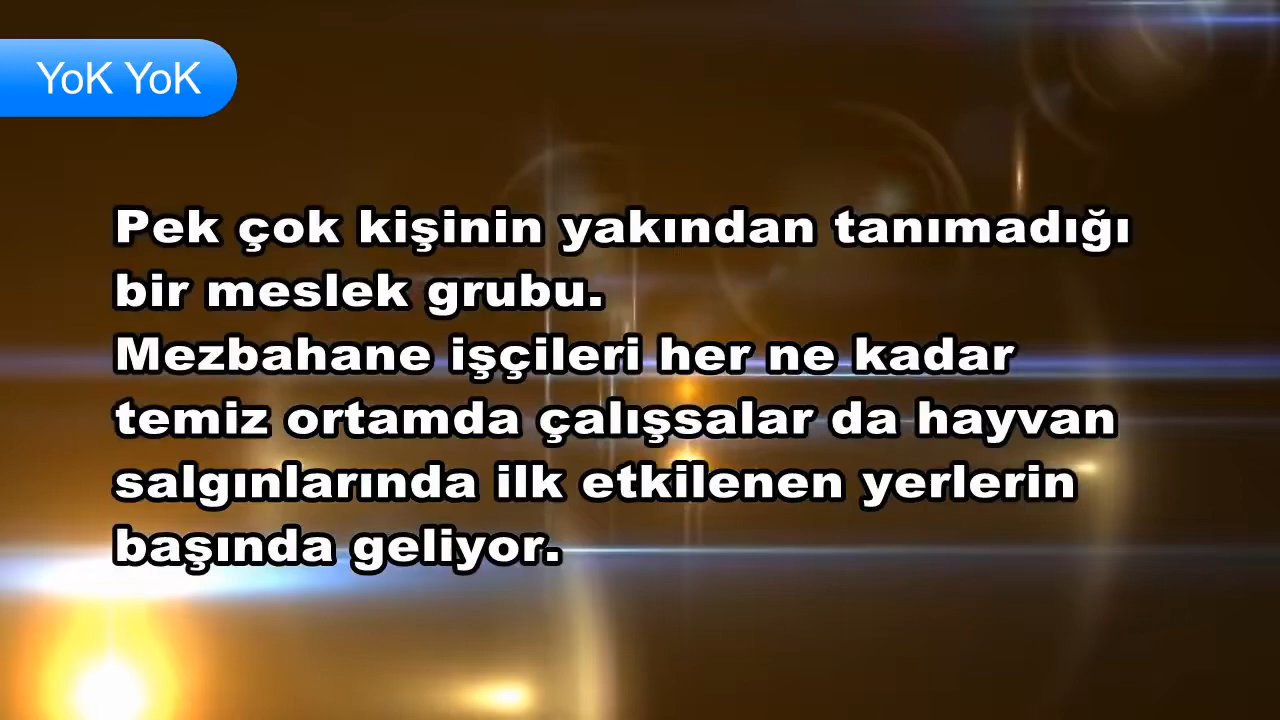 YoK YoK
Pek çok kişinin yakından tanımadığı
bir meslek grubu.
Mezbahane işçileri her ne kadar
temiz ortamda çalışsalar da hayvan
salgınlarında ilk etkilenen yerlerin
başında geliyor.